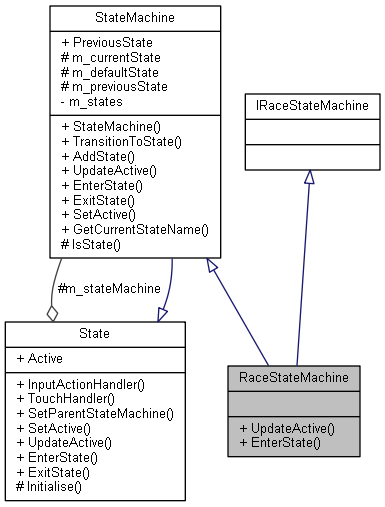 StateMachine
+ PreviousState
# m_currentState
# m_defaultState
# m_previousState
- m_states
+ StateMachine()
+ TransitionToState()
+ AddState()
+ UpdateActive()
+ EnterState()
+ ExitState()
+ SetActive()
+ GetCurrentStateName()
# IsState()
IRaceStateMachine
#m_stateMachine
State
+ Active
+ InputActionHandler()
+ TouchHandler()
+ SetParentStateMachine()
+ SetActive()
+ UpdateActive()
+ EnterState()
+ ExitState()
# Initialise()
RaceStateMachine
+ UpdateActive()
+ EnterState()